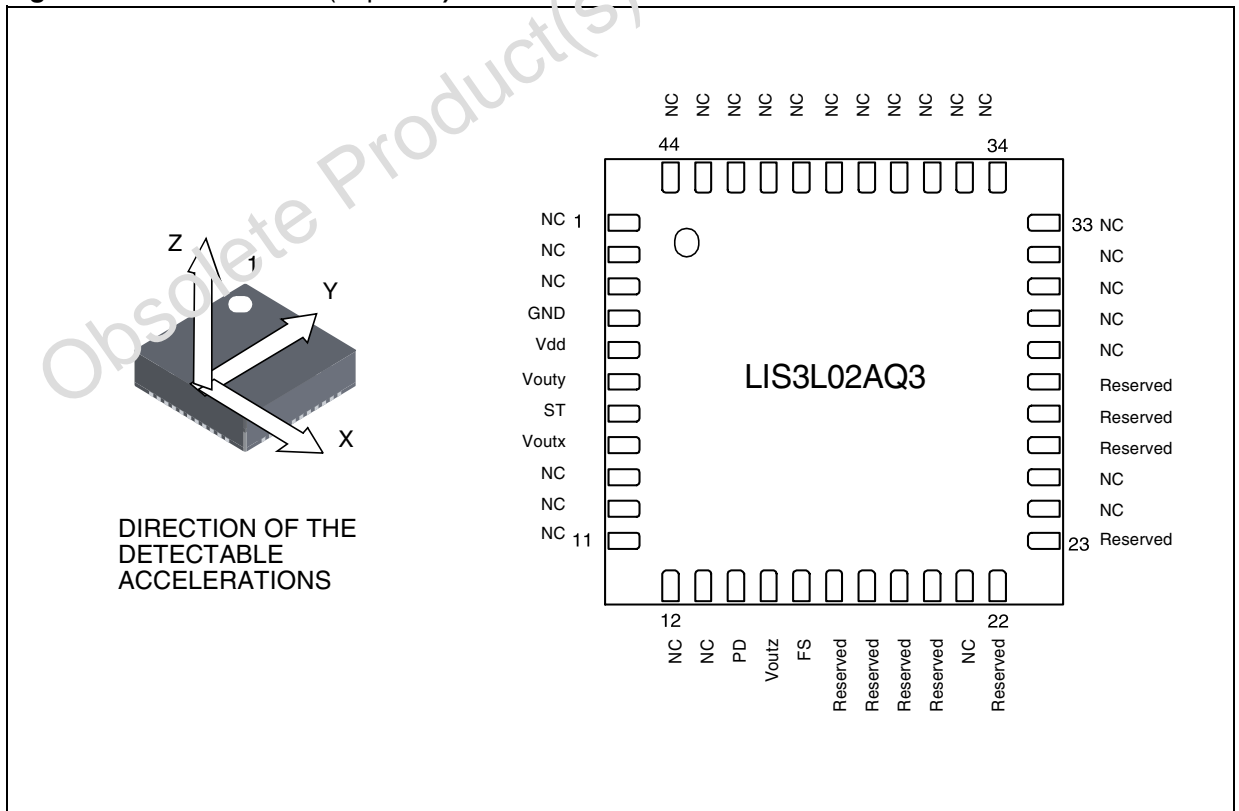 Obsolete Product(s)
NC NC NC NC NC NC NC NC NC NC NC
44 34
Z
1
Y
X
DIRECTION OF THE
DETECTABLE
ACCELERATIONS
NC 1
NC
NC
GND
Vdd
Vouty
ST
Voutx
NC
NC
NC 11
LIS3L02AQ3
33 NC
NC
NC
NC
NC
Reserved
Reserved
Reserved
NC
NC
23 Reserved
12 22
NC NC PD Voutz FS Reserved Reserved Reserved Reserved NC Reserved